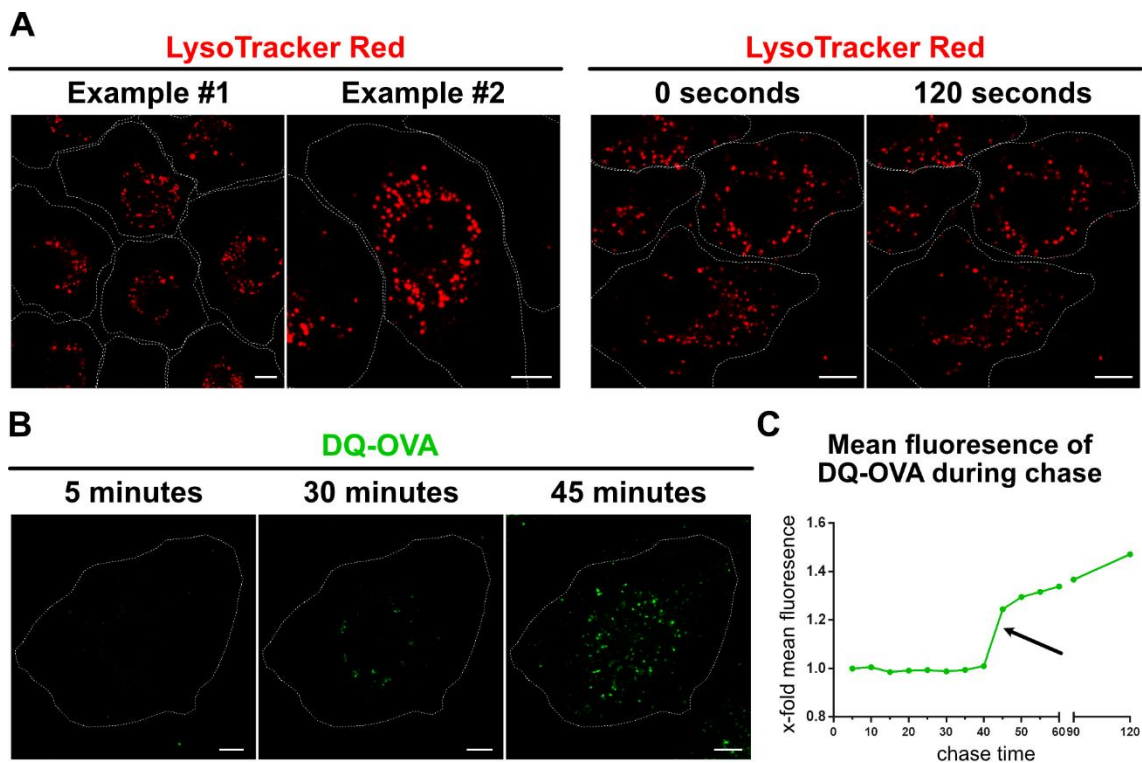 A
LysoTracker Red
LysoTracker Red
Example #1
Example #2
0 seconds
120 seconds
B
DQ-OVA
5 minutes
30 minutes
45 minutes
C
Mean fluoresence of
DQ-OVA during chase
x-fold mean fluoresence
1.6
1.4
1.2
1.0
0.8
0
10
20
30
40
50
60
90
120
chase time